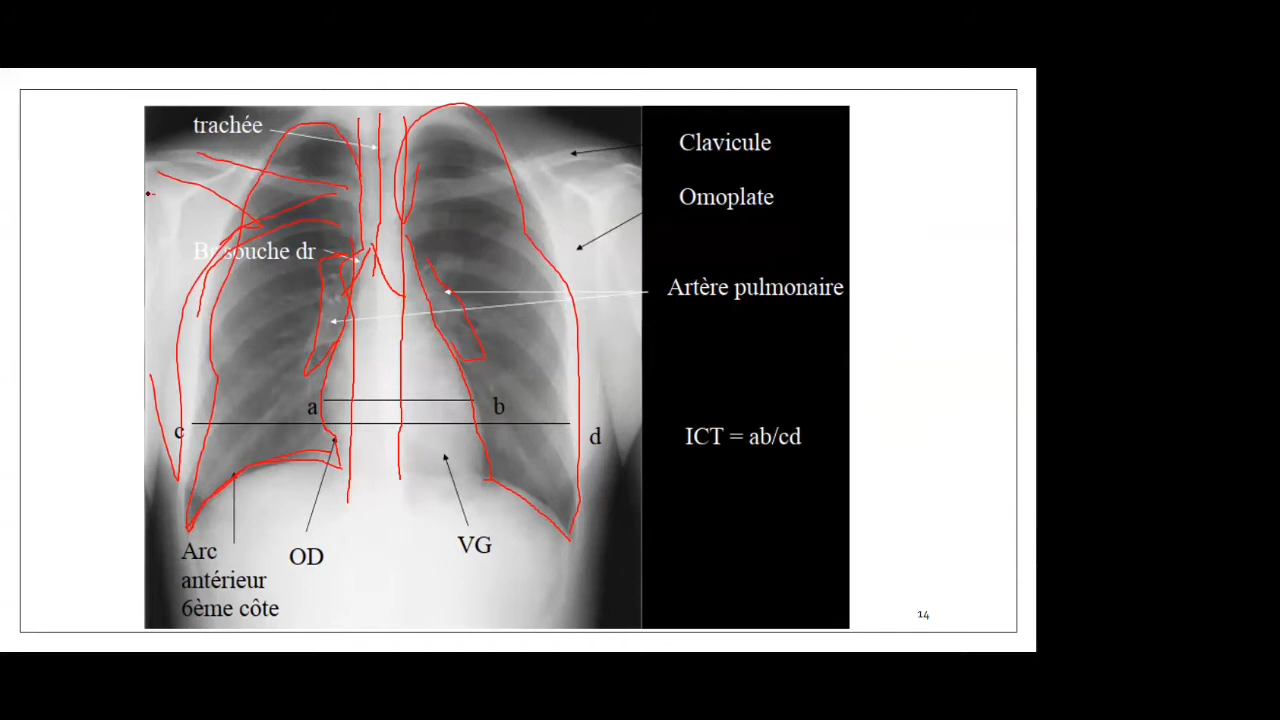 trachée
Clavicule
Omoplate
souche dr
Artère pulmonaire
a
b
c
d
ICT = ab/cd
VG
OD
Arc
antérieur
6ème côte
14